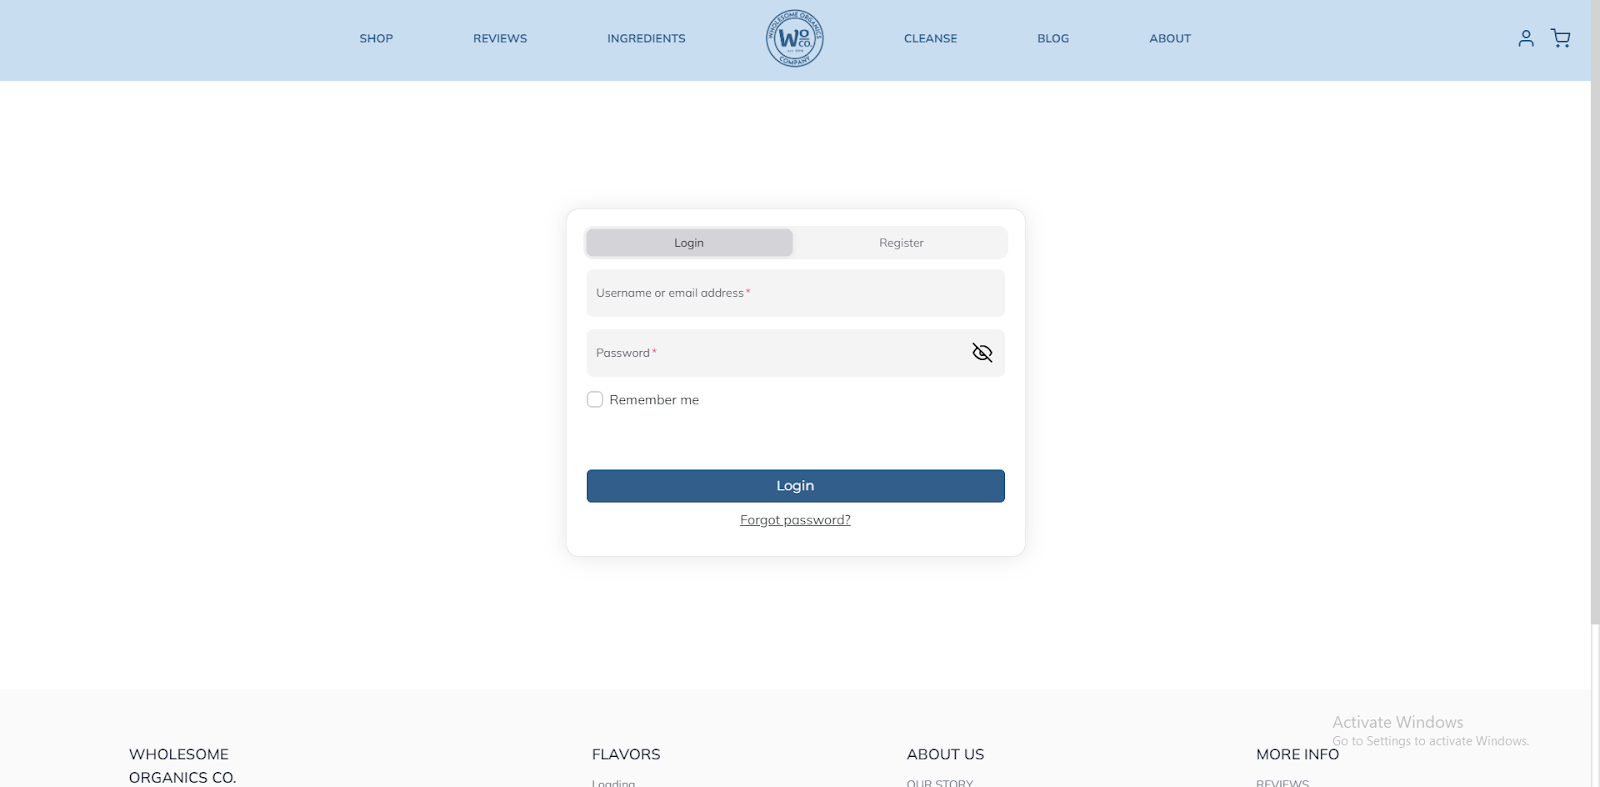 SHOP
REVIEWS
INGREDIENTS
WHOLESOME ORGANICS
WO
CO.
COMPANY
CLEANSE
BLOG
ABOUT
Login
Register
Username or email address*
Password*
Remember me
Login
Forgot password?
Activate Windows
Go to Settings to activate Windows.
WHOLESOME
ORGANICS CO.
FLAVORS
Loading
ABOUT US
OUR STORY
MORE INFO
REVIEWS